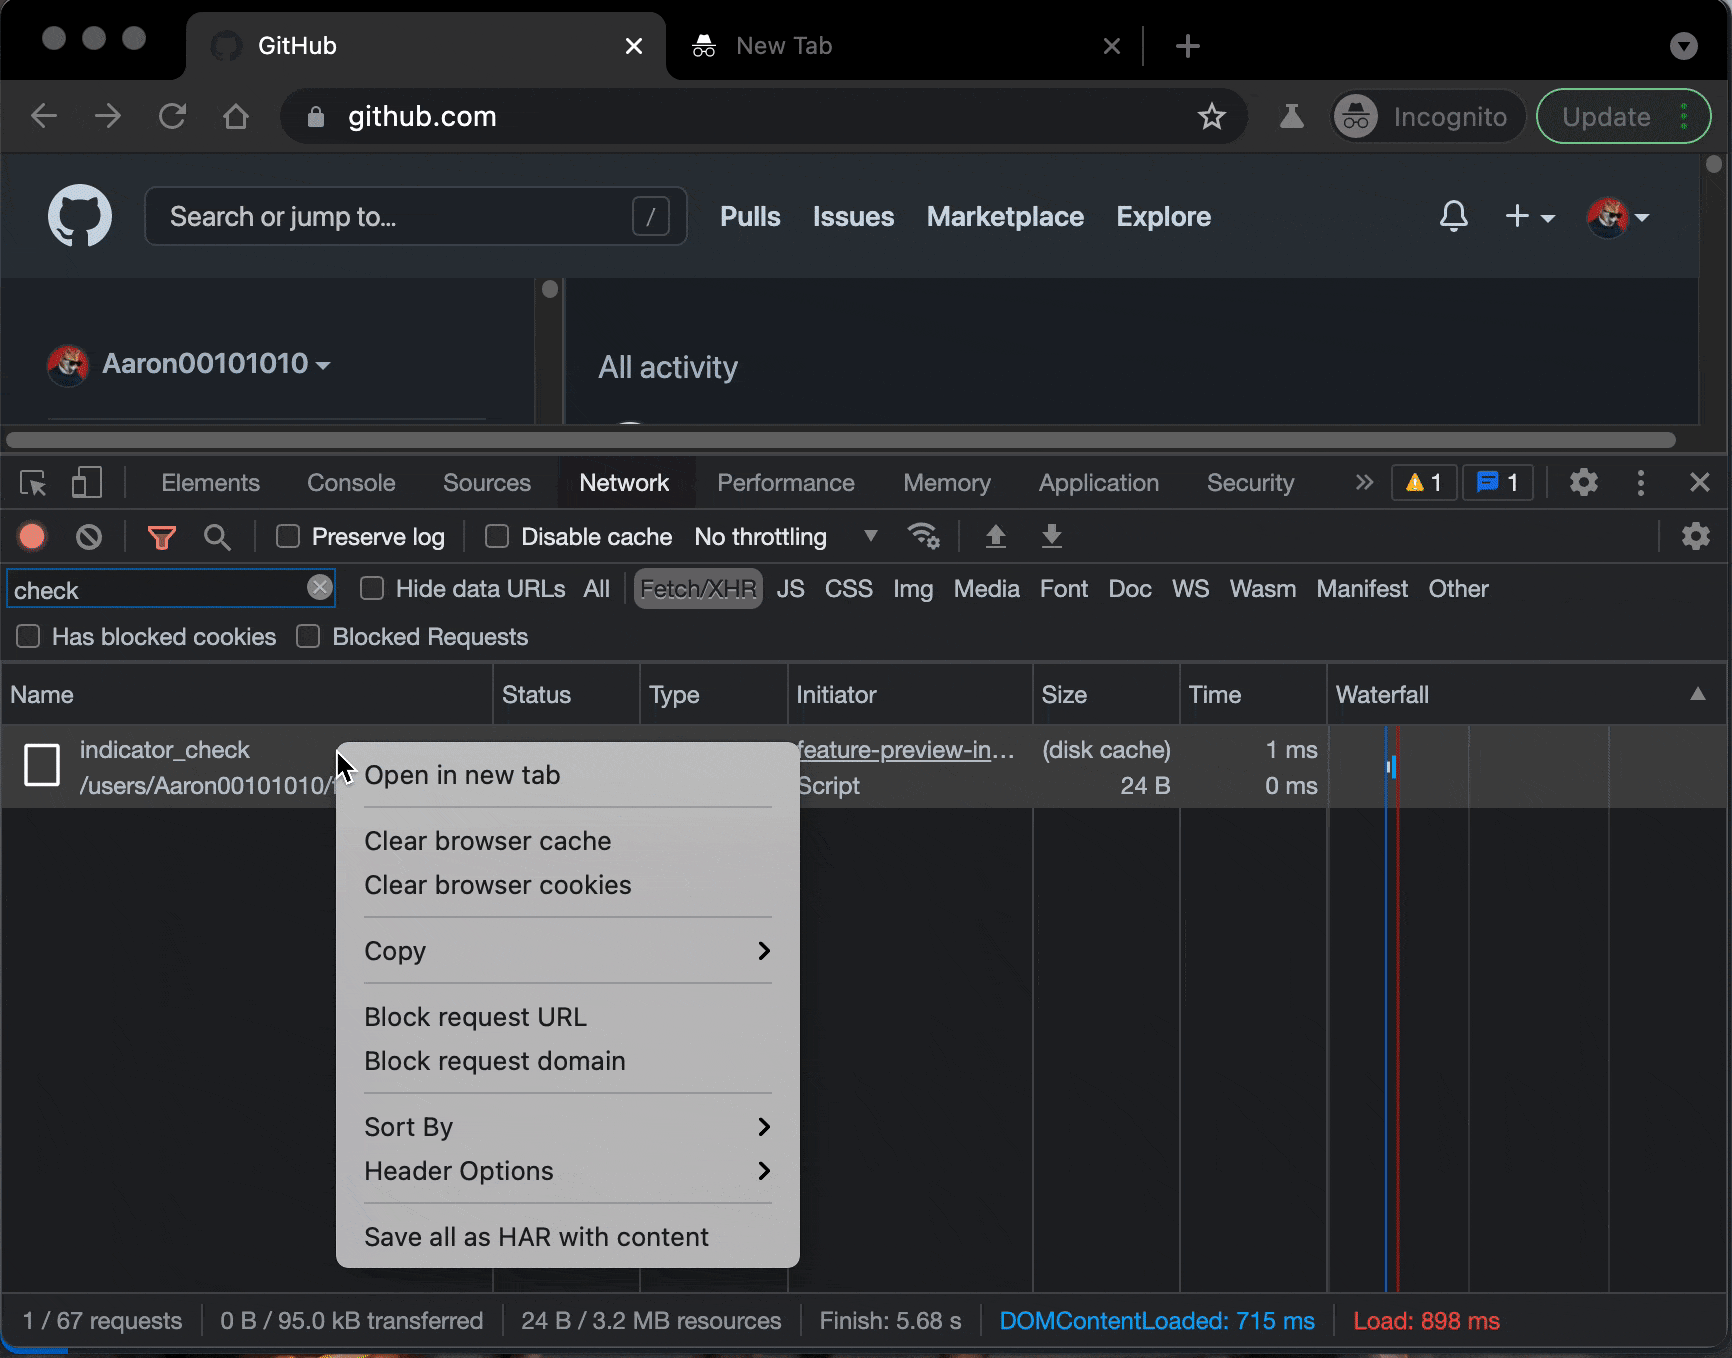 GitHub
New Tab
github.com
Incognito
Update
Search or jump to...
/
Pulls Issues Marketplace Explore
Aaron00101010
All activity
Elements Console Sources Network Performance Memory Application Security » 1 1
Preserve log Disable cache No throttling
check
Hide data URLs All Fetch/XHR JS CSS Img Media Font Doc WS Wasm Manifest Other
Has blocked cookies Blocked Requests
Name Status Type Initiator Size Time Waterfall
indicator_check feature-preview-in... (disk cache) 1 ms
/users/Aaron00101010/ Script 24 B 0 ms
Open in new tab
Clear browser cache
Clear browser cookies
Copy
Block request URL
Block request domain
Sort By
Header Options
Save all as HAR with content
1 / 67 requests 0 B / 95.0 kB transferred 24 B / 3.2 MB resources Finish: 5.68 s DOMContentLoaded: 715 ms Load: 898 ms